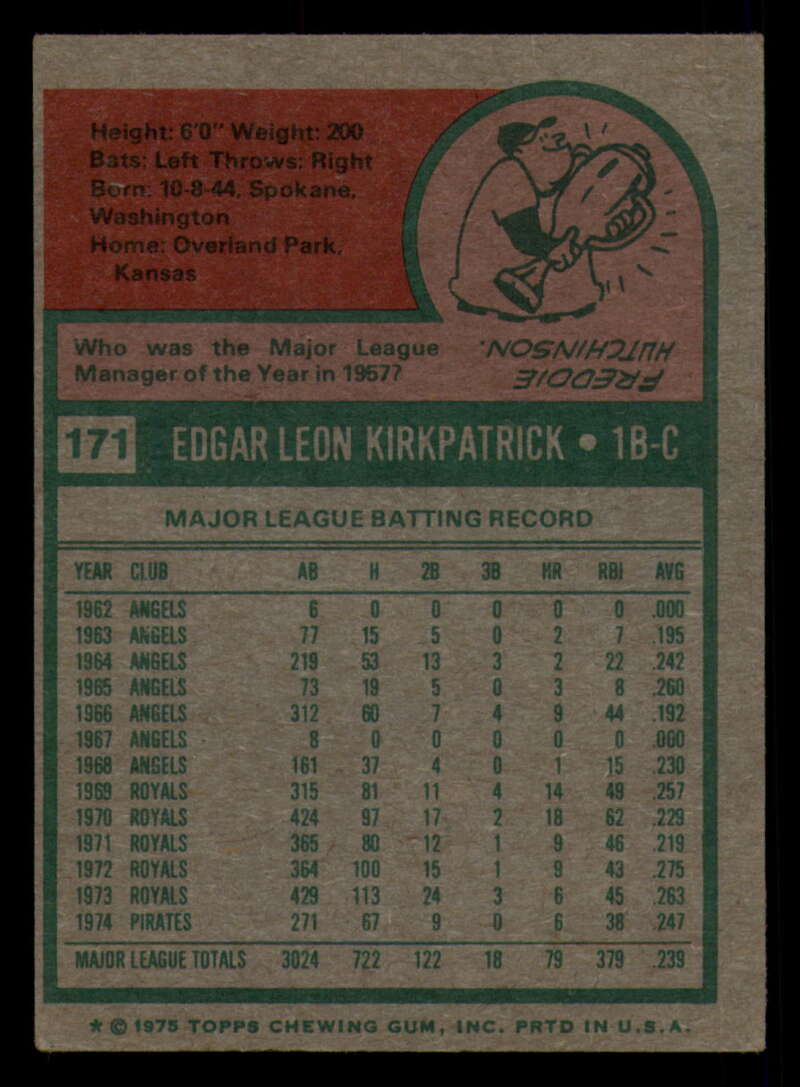 Height: 6'0" Weight: 200
Bats: Left Throws: Right
Born: 10-8-44, Spokane,
Washington
Home: Overland Park,
Kansas
Who was the Major League
Manager of the Year in 1957?
FREDDIE
HUTCHINSON.
171 EDGAR LEON KIRKPATRICK • 1B-C
MAJOR LEAGUE BATTING RECORD
YEAR CLUB AB H 2B 3B HR RBI AVG
1962 ANGELS 6 0 0 0 0 0 .000
1963 ANGELS 77 15 5 0 2 7 .195
1964 ANGELS 219 53 13 3 2 22 .242
1965 ANGELS 73 19 5 0 3 8 .260
1966 ANGELS 312 60 7 4 9 44 .192
1967 ANGELS 8 0 0 0 0 0 .000
1968 ANGELS 161 37 4 0 1 15 .230
1969 ROYALS 315 81 11 4 14 49 .257
1970 ROYALS 424 97 17 2 18 62 .229
1971 ROYALS 365 80 12 1 9 46 .219
1972 ROYALS 364 100 15 1 9 43 .275
1973 ROYALS 429 113 24 3 6 45 .263
1974 PIRATES 271 67 9 0 6 38 .247
MAJOR LEAGUE TOTALS 3024 722 122 18 79 379 .239
* © 1975 TOPPS CHEWING GUM, INC. PRTD IN U.S.A.